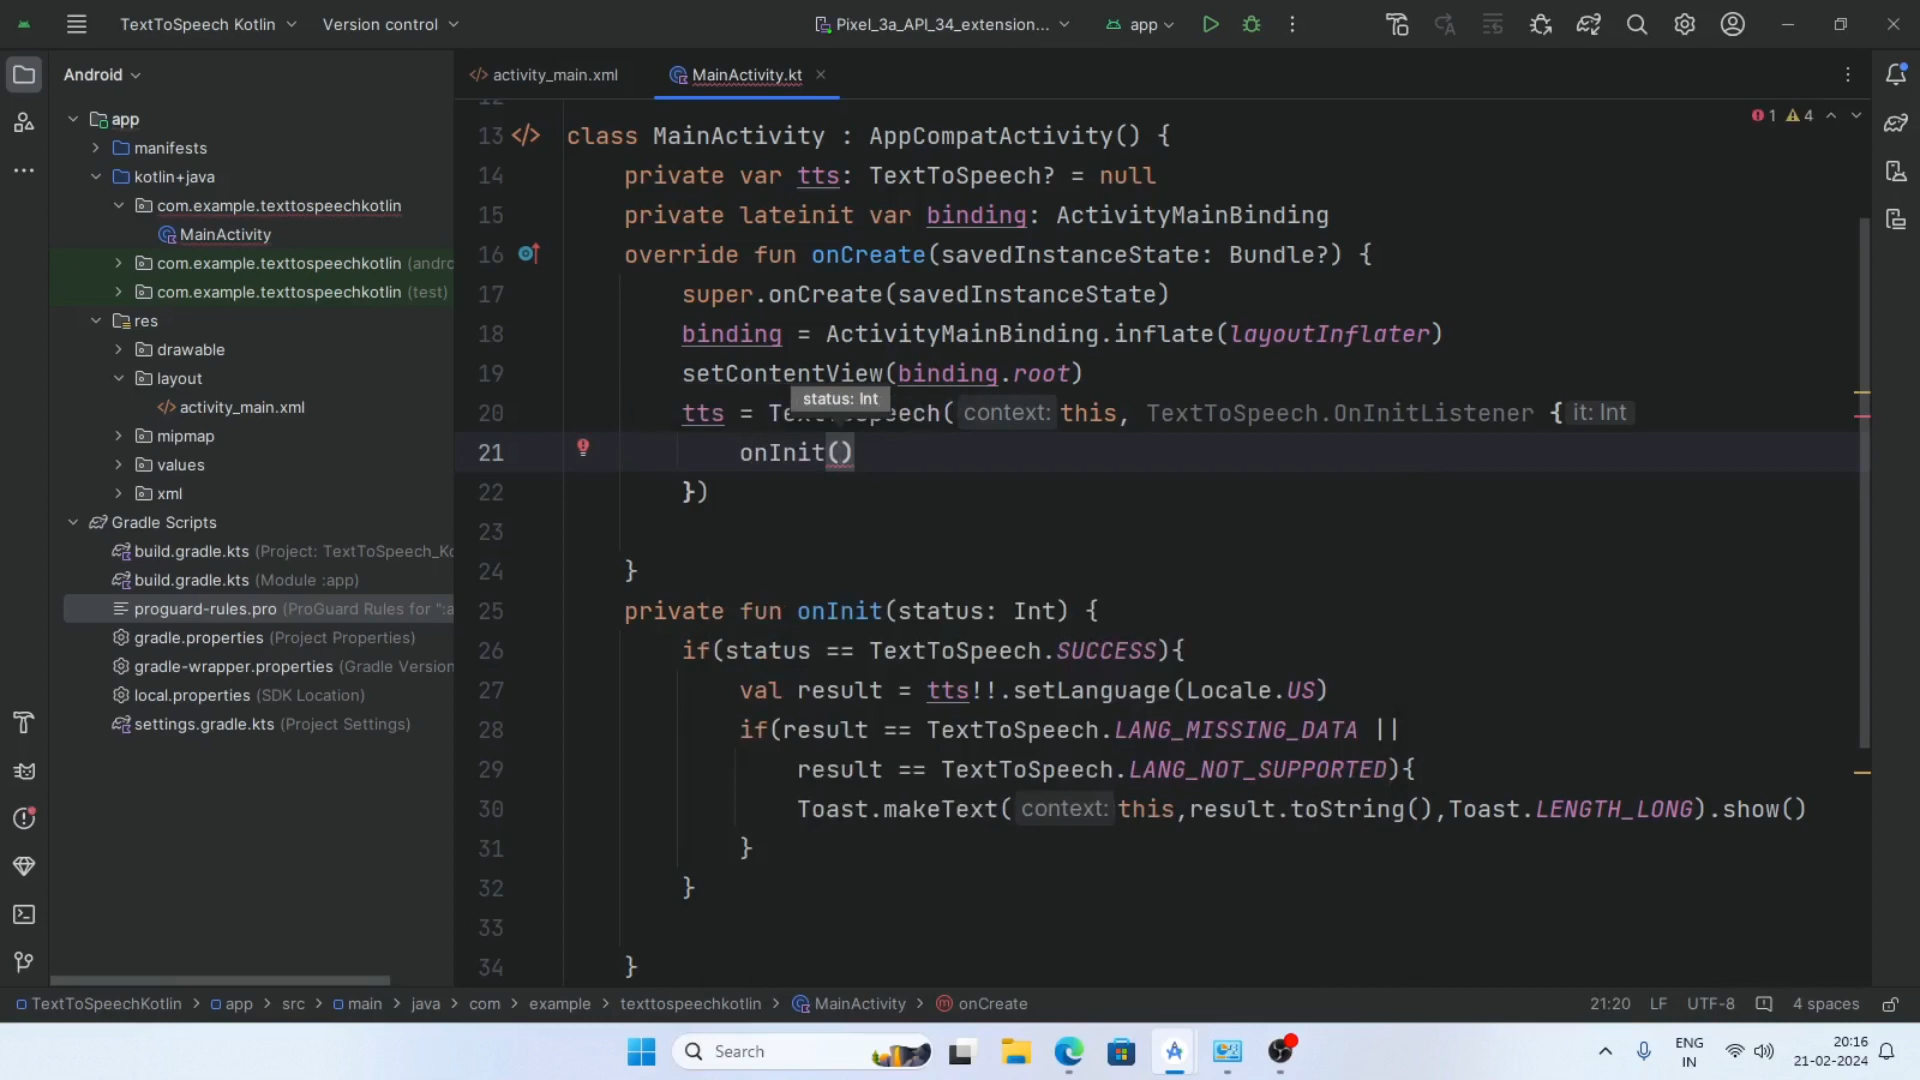 TextToSpeech Kotlin
Version control
Pixel_3a_API_34_extension...
app
Android
app
manifests
kotlin+java
com.example.texttospeechkotlin
MainActivity
com.example.texttospeechkotlin (andro
com.example.texttospeechkotlin (test)
res
drawable
layout
activity_main.xml
mipmap
values
xml
Gradle Scripts
build.gradle.kts (Project: TextToSpeech_Ko
build.gradle.kts (Module :app)
proguard-rules.pro (ProGuard Rules for ":a
gradle.properties (Project Properties)
gradle-wrapper.properties (Gradle Version
local.properties (SDK Location)
settings.gradle.kts (Project Settings)
activity_main.xml
MainActivity.kt
1 4
12
13 class MainActivity : AppCompatActivity() {
14 private var tts: TextToSpeech? = null
15 private lateinit var binding: ActivityMainBinding
16 override fun onCreate(savedInstanceState: Bundle?) {
17 super.onCreate(savedInstanceState)
18 binding = ActivityMainBinding.inflate(layoutInflater)
19 setContentView(binding.root)
status: Int
20 tts = TextToSpeech( context: this, TextToSpeech.OnInitListener { it: Int
21 onInit()
22 })
23
24 }
25 private fun onInit(status: Int) {
26 if(status == TextToSpeech.SUCCESS){
27 val result = tts!!.setLanguage(Locale.US)
28 if(result == TextToSpeech.LANG_MISSING_DATA ||
29 result == TextToSpeech.LANG_NOT_SUPPORTED){
30 Toast.makeText( context: this,result.toString(),Toast.LENGTH_LONG).show()
31 }
32 }
33
34 }
TextToSpeechKotlin > app > src > main > java > com > example > texttospeechkotlin > MainActivity > onCreate
21:20 LF UTF-8 4 spaces
Search
ENG
IN
20:16
21-02-2024